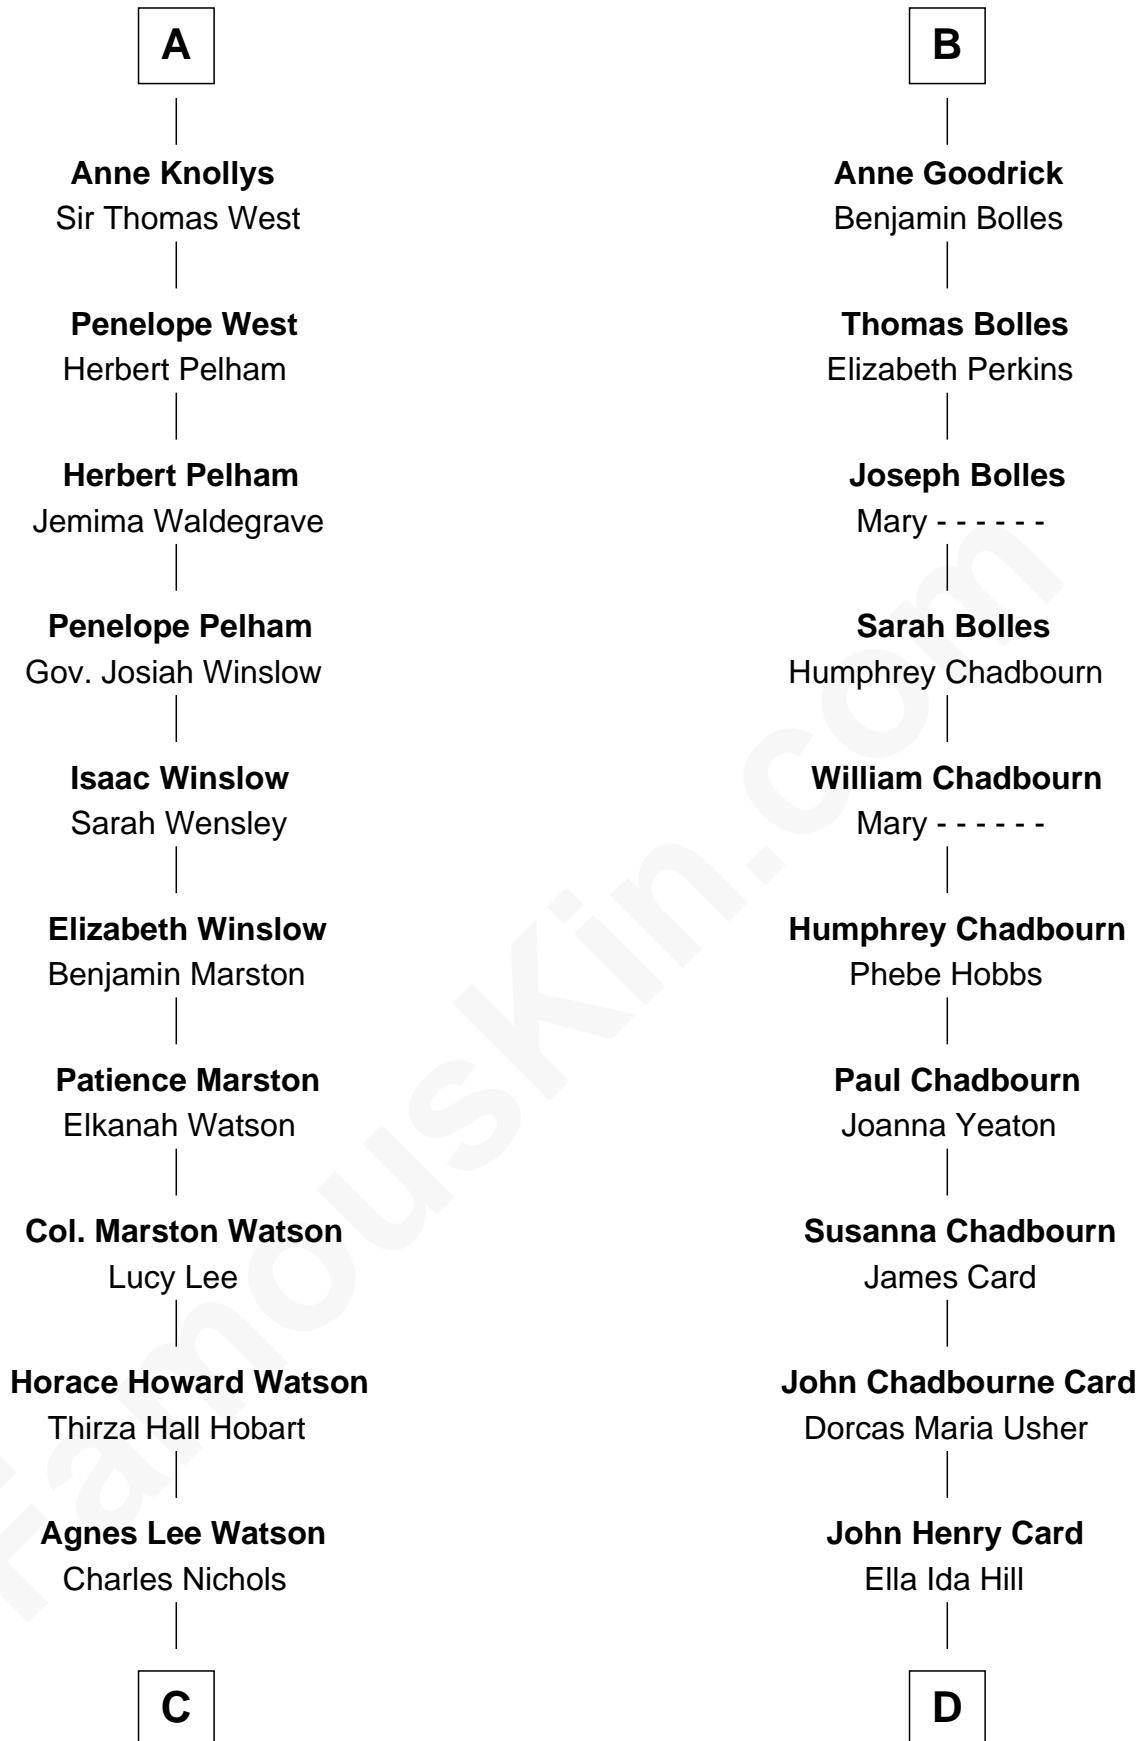 A
Anne Knollys
Sir Thomas West
Penelope West
Herbert Pelham
Herbert Pelham
Jemima Waldegrave
Penelope Pelham
Gov. Josiah Winslow
Isaac Winslow
Sarah Wensley
Elizabeth Winslow
Benjamin Marston
Patience Marston
Elkanah Watson
Col. Marston Watson
Lucy Lee
Horace Howard Watson
Thirza Hall Hobart
Agnes Lee Watson
Charles Nichols
C
B
Anne Goodrick
Benjamin Bolles
Thomas Bolles
Elizabeth Perkins
Joseph Bolles
Mary - - - - - -
Sarah Bolles
Humphrey Chadbourn
William Chadbourn
Mary - - - - - -
Humphrey Chadbourn
Phebe Hobbs
Paul Chadbourn
Joanna Yeaton
Susanna Chadbourn
James Card
John Chadbourne Card
Dorcas Maria Usher
John Henry Card
Ella Ida Hill
D
FamousKin.com